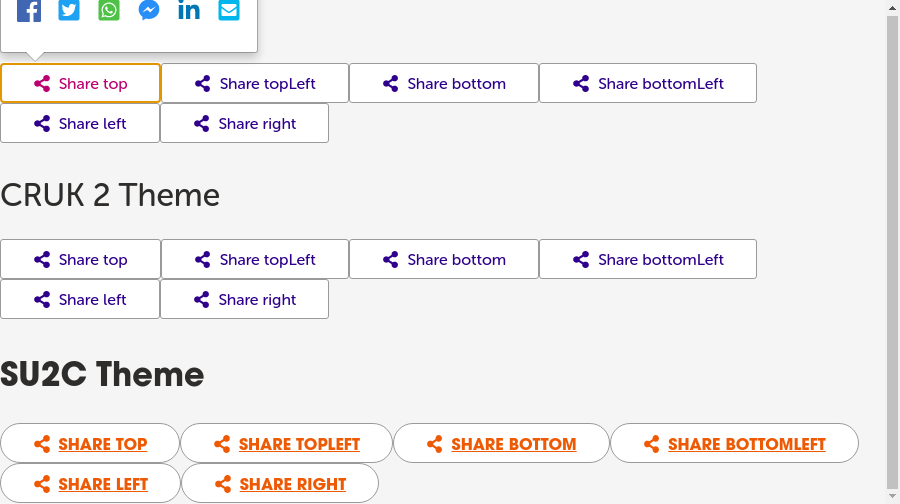 Share top Share topLeft Share bottom Share bottomLeft
Share left Share right
CRUK 2 Theme
Share top Share topLeft Share bottom Share bottomLeft
Share left Share right
SU2C Theme
SHARE TOP SHARE TOPLEFT SHARE BOTTOM SHARE BOTTOMLEFT
SHARE LEFT SHARE RIGHT